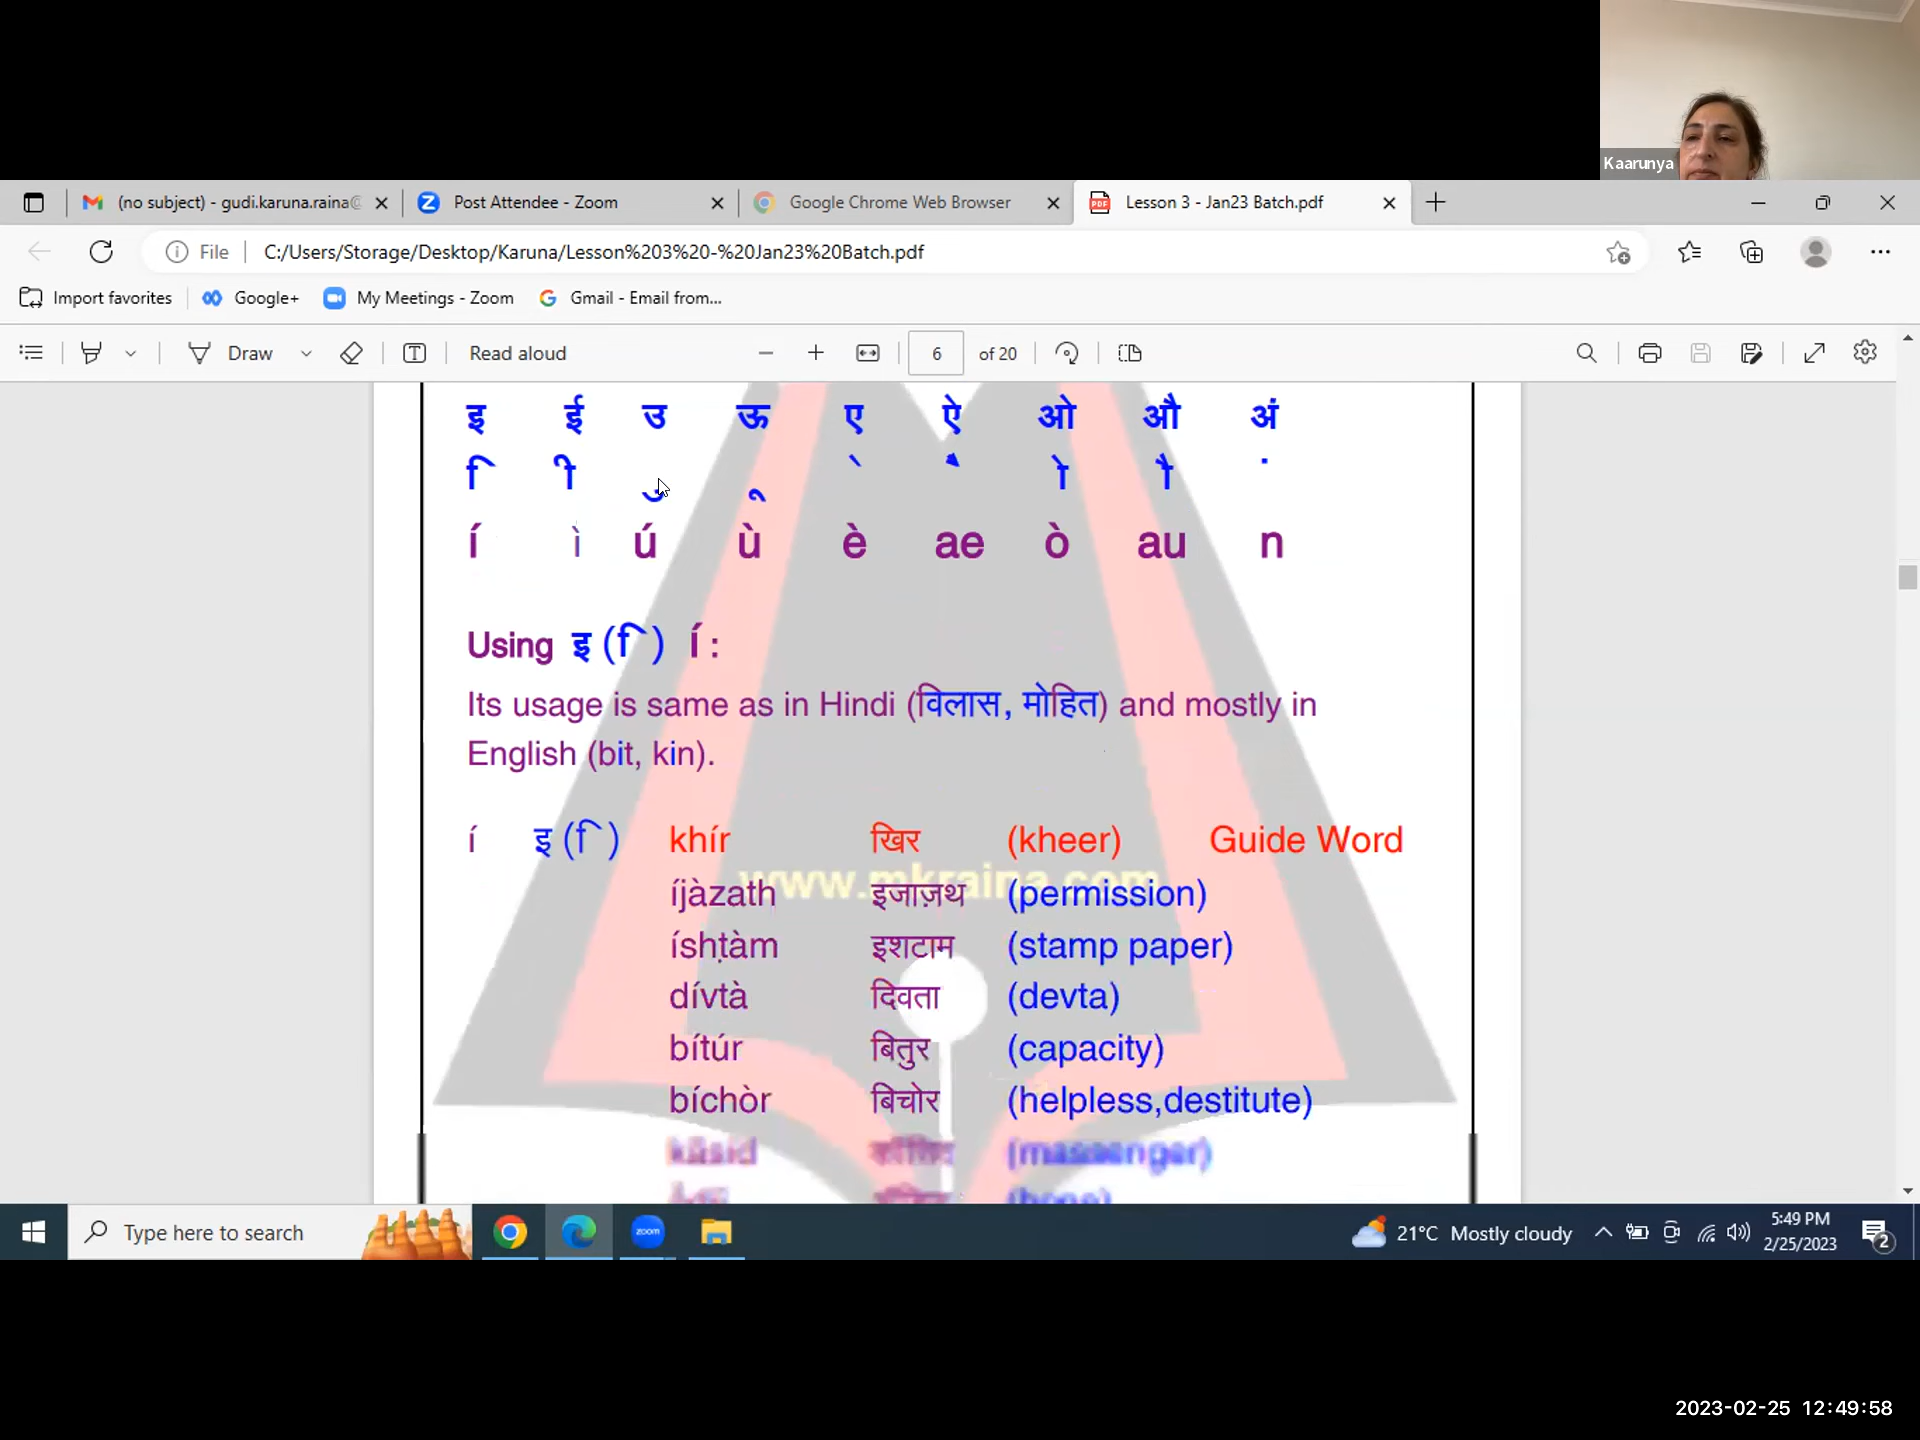 Kaarunya
(no subject) - gudi.karuna.raina@ Post Attendee - Zoom Google Chrome Web Browser Lesson 3 - Jan23 Batch.pdf
File C:/Users/Storage/Desktop/Karuna/Lesson%203%20-%20Jan23%20Batch.pdf
Import favorites Google+ My Meetings - Zoom Gmail - Email from...
Draw Read aloud 6 of 20
इ ई उ ऊ ए ऐ ओ औ अं
ि ी ु ू े ै ो ौ ं
í ì ú ù è ae ò au n
Using इ (ि) í :
Its usage is same as in Hindi (विलास, मोहित) and mostly in
English (bit, kin).
í इ (ि) khír खिर (kheer) Guide Word
www.mkraina.com
íjàzath इजाज़थ (permission)
íshṭàm इशटाम (stamp paper)
dívtà दिवता (devta)
bítúr बितुर (capacity)
bíchòr बिचोर (helpless,destitute)
Type here to search zoom 21°C Mostly cloudy 5:49 PM
2/25/2023 2
2023-02-25 12:49:58